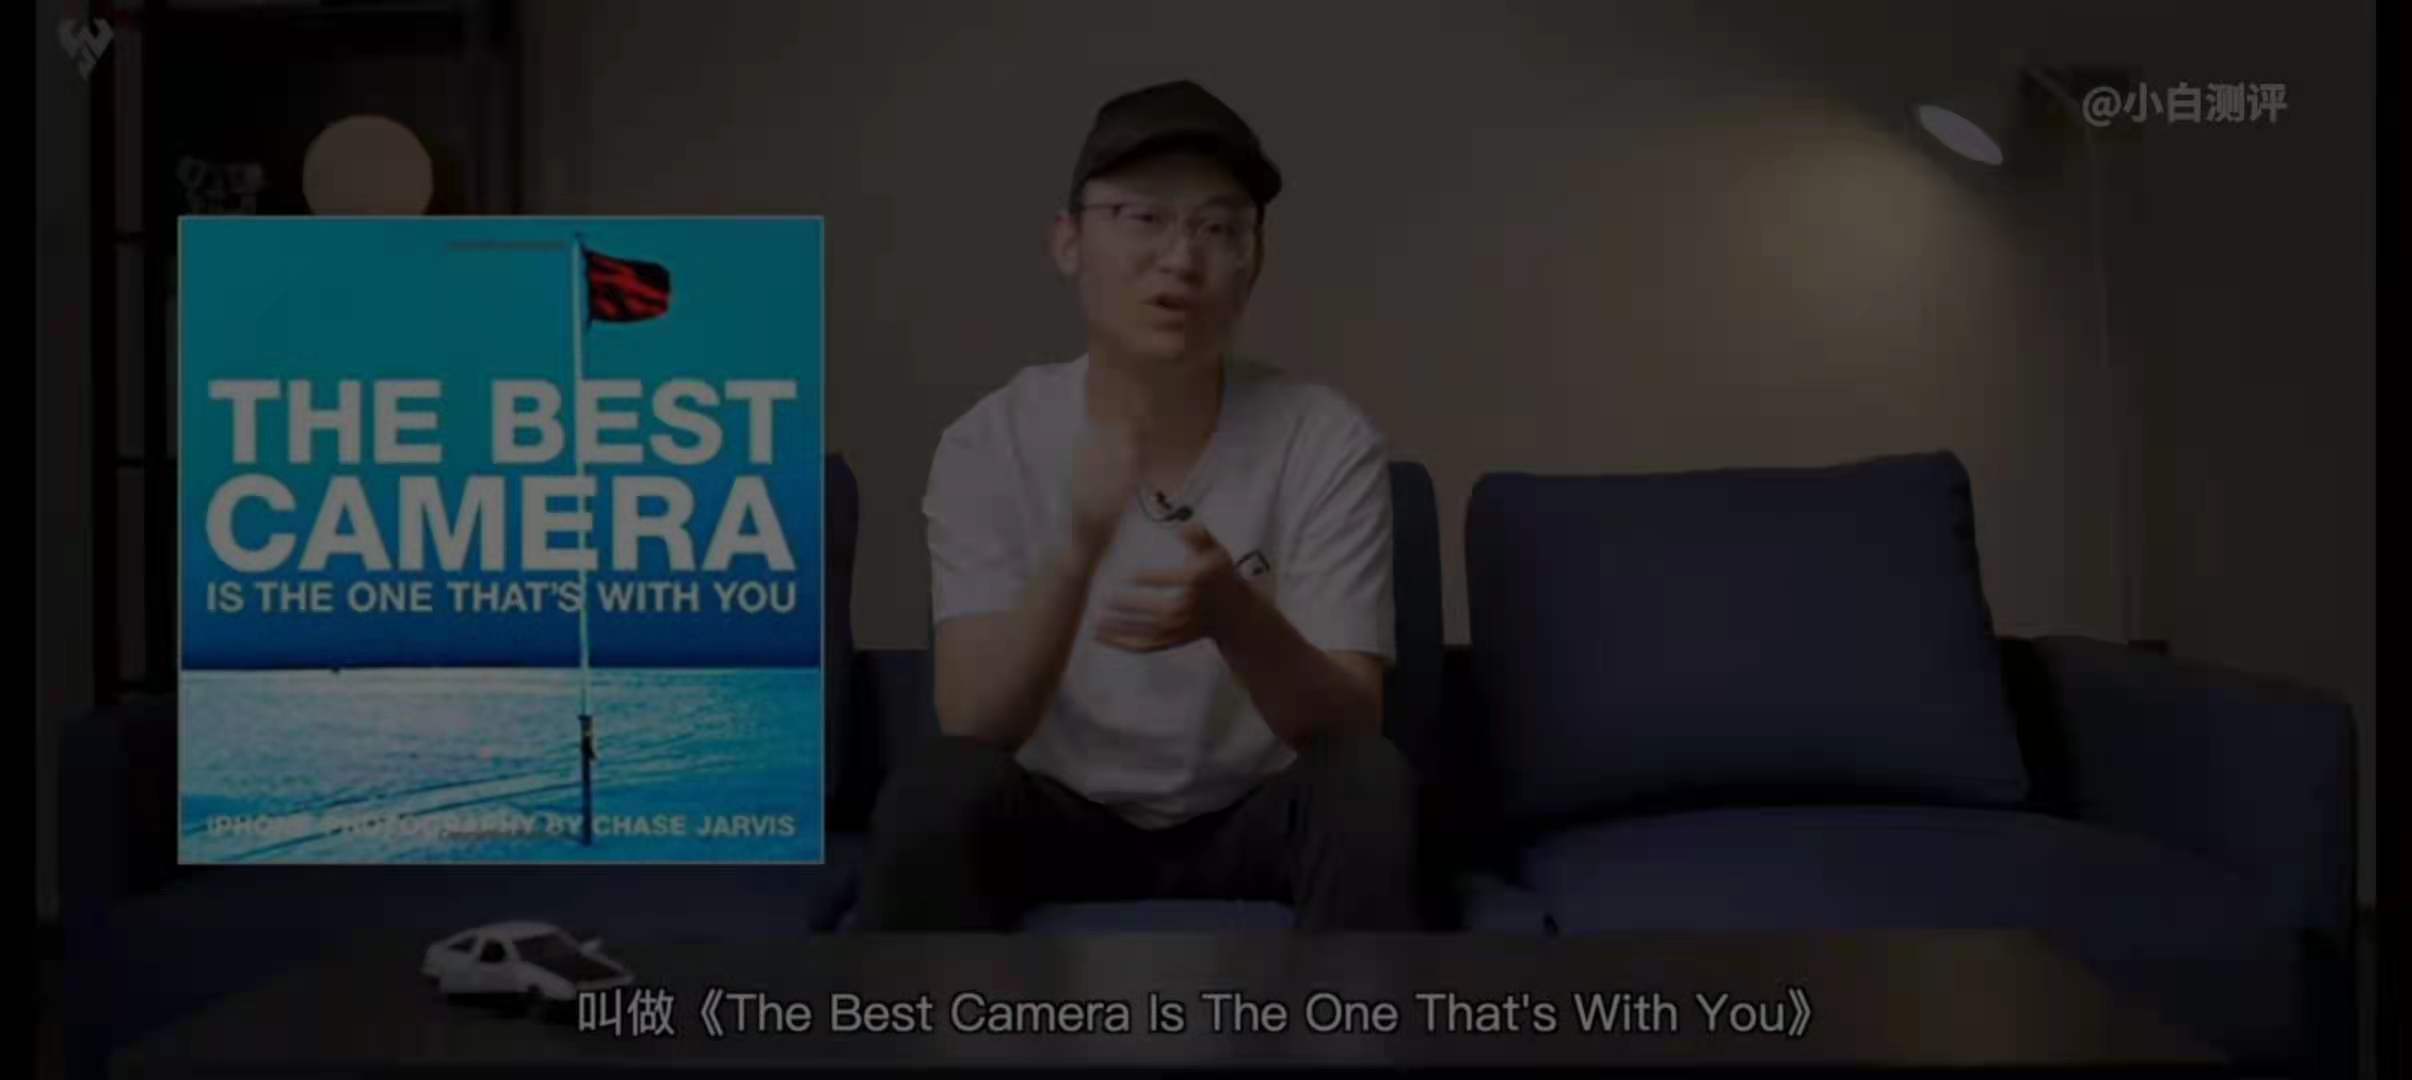 @小白测评
THE BEST
CAMERA
IS THE ONE THAT'S WITH YOU
IPHONE PHOTOGRAPHY BY CHASE JARVIS
叫做《The Best Camera Is The One That's With You》